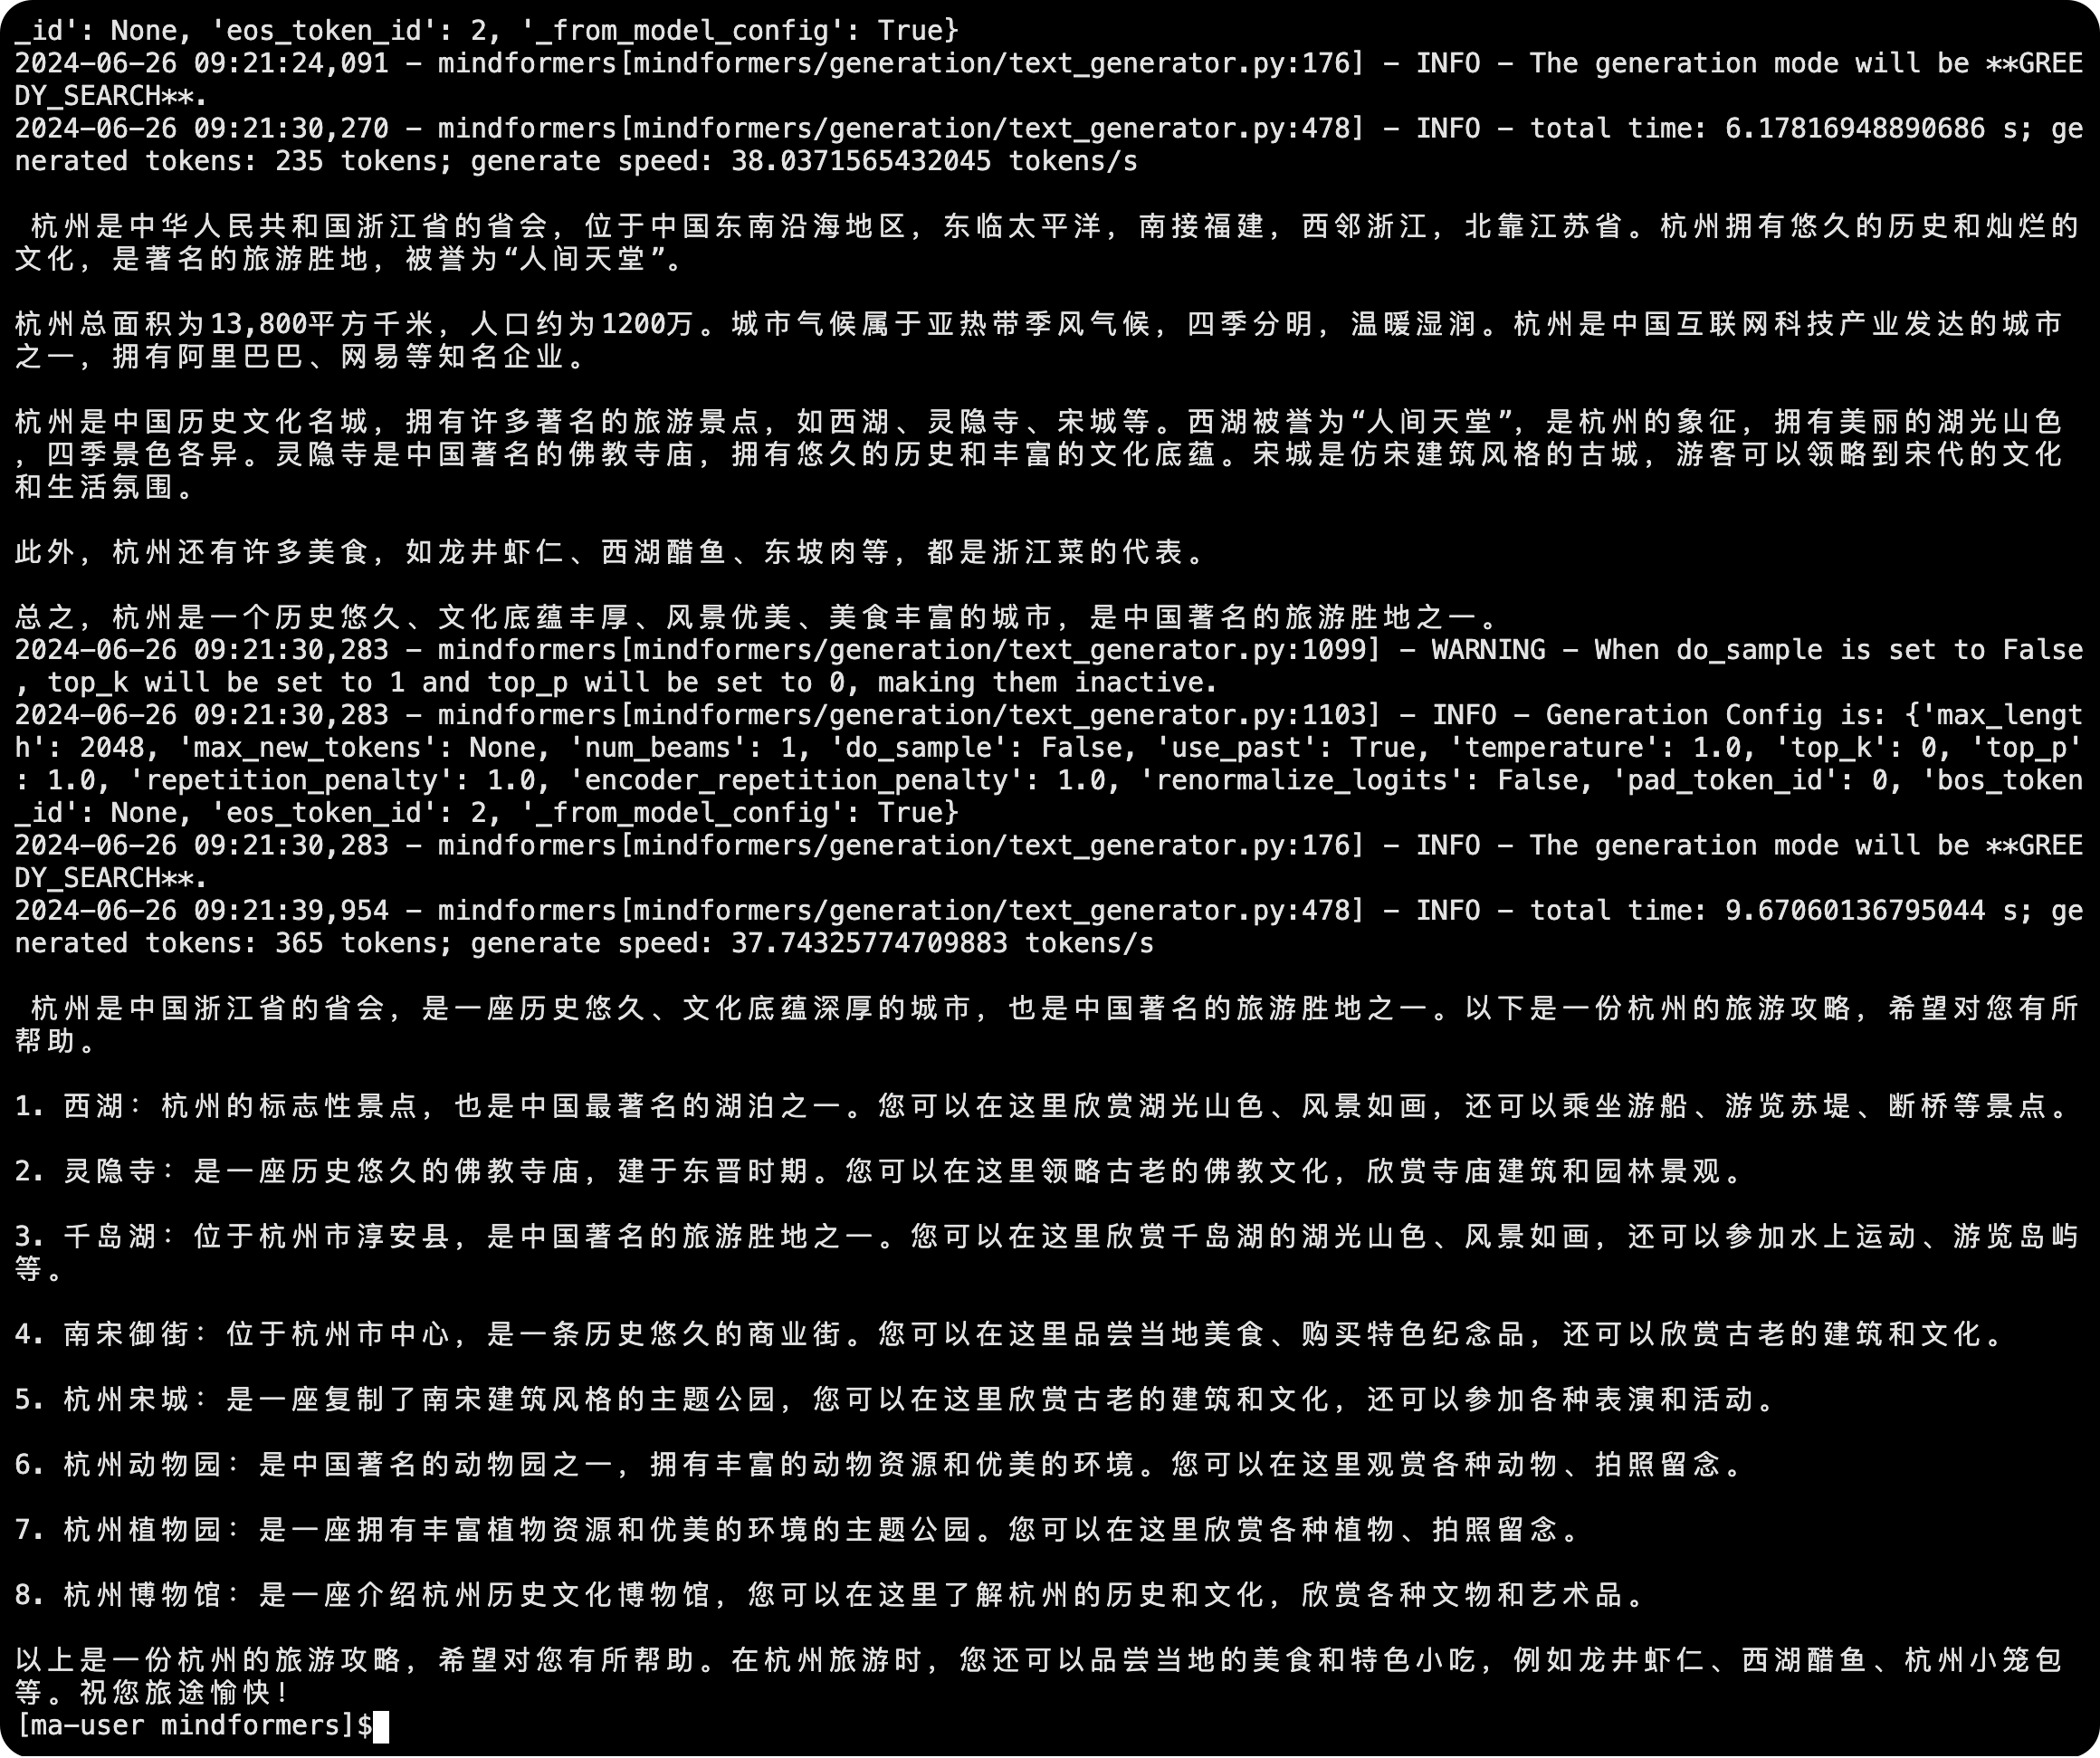 _id': None, 'eos_token_id': 2, '_from_model_config': True}
2024-06-26 09:21:24,091 - mindformers[mindformers/generation/text_generator.py:176] - INFO - The generation mode will be **GREE
DY_SEARCH**.
2024-06-26 09:21:30,270 - mindformers[mindformers/generation/text_generator.py:478] - INFO - total time: 6.17816948890686 s; ge
nerated tokens: 235 tokens; generate speed: 38.0371565432045 tokens/s
杭州是中华人民共和国浙江省的省会，位于中国东南沿海地区，东临太平洋，南接福建，西邻浙江，北靠江苏省。杭州拥有悠久的历史和灿烂的
文化，是著名的旅游胜地，被誉为“人间天堂”。
杭州总面积为13,800平方千米，人口约为1200万。城市气候属于亚热带季风气候，四季分明，温暖湿润。杭州是中国互联网科技产业发达的城市
之一，拥有阿里巴巴、网易等知名企业。
杭州是中国历史文化名城，拥有许多著名的旅游景点，如西湖、灵隐寺、宋城等。西湖被誉为“人间天堂”，是杭州的象征，拥有美丽的湖光山色
，四季景色各异。灵隐寺是中国著名的佛教寺庙，拥有悠久的历史和丰富的文化底蕴。宋城是仿宋建筑风格的古城，游客可以领略到宋代的文化
和生活氛围。
此外，杭州还有许多美食，如龙井虾仁、西湖醋鱼、东坡肉等，都是浙江菜的代表。
总之，杭州是一个历史悠久、文化底蕴丰厚、风景优美、美食丰富的城市，是中国著名的旅游胜地之一。
2024-06-26 09:21:30,283 - mindformers[mindformers/generation/text_generator.py:1099] - WARNING - When do_sample is set to False
, top_k will be set to 1 and top_p will be set to 0, making them inactive.
2024-06-26 09:21:30,283 - mindformers[mindformers/generation/text_generator.py:1103] - INFO - Generation Config is: {'max_lengt
h': 2048, 'max_new_tokens': None, 'num_beams': 1, 'do_sample': False, 'use_past': True, 'temperature': 1.0, 'top_k': 0, 'top_p'
: 1.0, 'repetition_penalty': 1.0, 'encoder_repetition_penalty': 1.0, 'renormalize_logits': False, 'pad_token_id': 0, 'bos_token
_id': None, 'eos_token_id': 2, '_from_model_config': True}
2024-06-26 09:21:30,283 - mindformers[mindformers/generation/text_generator.py:176] - INFO - The generation mode will be **GREE
DY_SEARCH**.
2024-06-26 09:21:39,954 - mindformers[mindformers/generation/text_generator.py:478] - INFO - total time: 9.67060136795044 s; ge
nerated tokens: 365 tokens; generate speed: 37.74325774709883 tokens/s
杭州是中国浙江省的省会，是一座历史悠久、文化底蕴深厚的城市，也是中国著名的旅游胜地之一。以下是一份杭州的旅游攻略，希望对您有所
帮助。
1. 西湖：杭州的标志性景点，也是中国最著名的湖泊之一。您可以在这里欣赏湖光山色、风景如画，还可以乘坐游船、游览苏堤、断桥等景点。
2. 灵隐寺：是一座历史悠久的佛教寺庙，建于东晋时期。您可以在这里领略古老的佛教文化，欣赏寺庙建筑和园林景观。
3. 千岛湖：位于杭州市淳安县，是中国著名的旅游胜地之一。您可以在这里欣赏千岛湖的湖光山色、风景如画，还可以参加水上运动、游览岛屿
等。
4. 南宋御街：位于杭州市中心，是一条历史悠久的商业街。您可以在这里品尝当地美食、购买特色纪念品，还可以欣赏古老的建筑和文化。
5. 杭州宋城：是一座复制了南宋建筑风格的主题公园，您可以在这里欣赏古老的建筑和文化，还可以参加各种表演和活动。
6. 杭州动物园：是中国著名的动物园之一，拥有丰富的动物资源和优美的环境。您可以在这里观赏各种动物、拍照留念。
7. 杭州植物园：是一座拥有丰富植物资源和优美的环境的主题公园。您可以在这里欣赏各种植物、拍照留念。
8. 杭州博物馆：是一座介绍杭州历史文化博物馆，您可以在这里了解杭州的历史和文化，欣赏各种文物和艺术品。
以上是一份杭州的旅游攻略，希望对您有所帮助。在杭州旅游时，您还可以品尝当地的美食和特色小吃，例如龙井虾仁、西湖醋鱼、杭州小笼包
等。祝您旅途愉快！
[ma-user mindformers]$